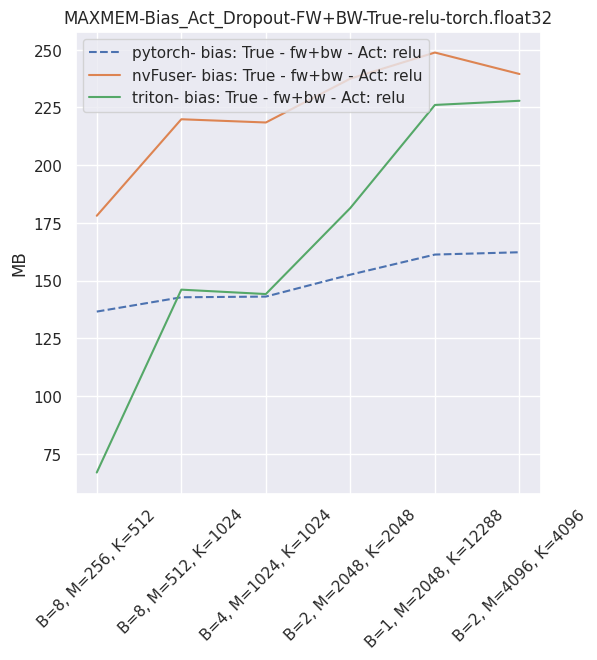 MAXMEM-Bias_Act_Dropout-FW+BW-True-relu-torch.float32
pytorch- bias: True - fw+bw - Act: relu
nvFuser- bias: True - fw+bw - Act: relu
triton- bias: True - fw+bw - Act: relu
250
225
200
175
150
125
100
75
MB
B=8, M=256, K=512
B=8, M=512, K=1024
B=4, M=1024, K=1024
B=2, M=2048, K=2048
B=1, M=2048, K=12288
B=2, M=4096, K=4096